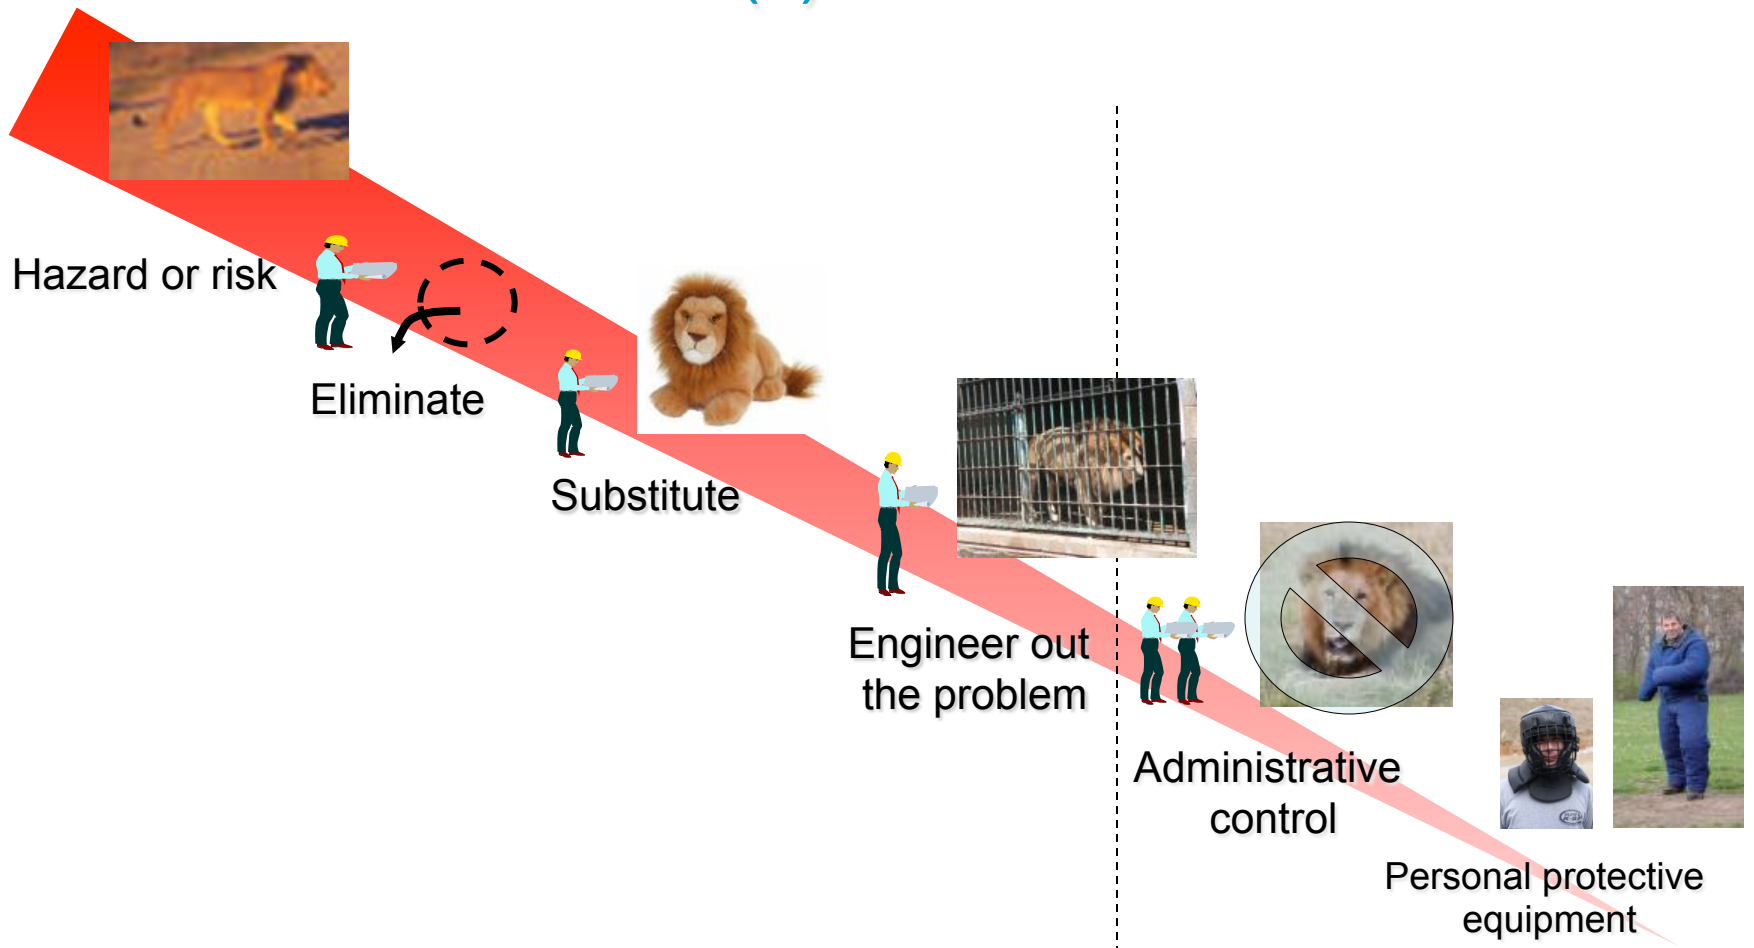 Hazard or risk
Eliminate
Substitute
Engineer out
the problem
Administrative
control
Personal protective
equipment